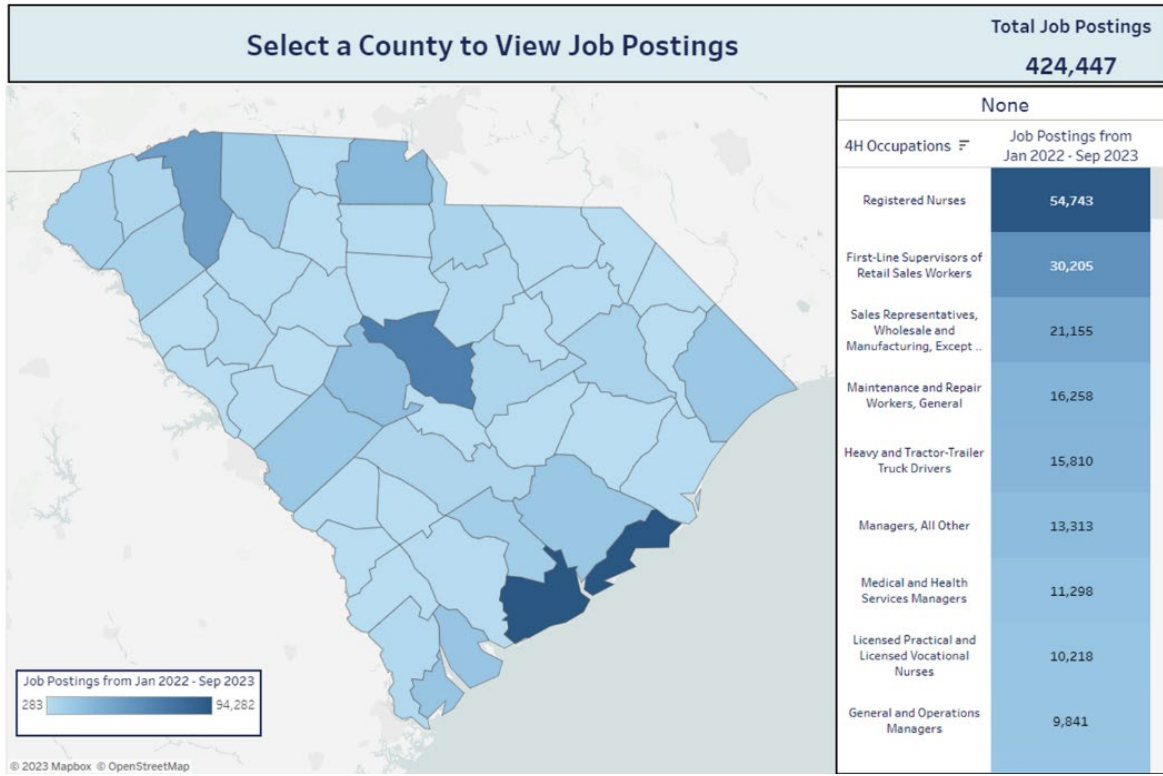 Select a County to View Job Postings
Total Job Postings
424,447
None
4H Occupations
Job Postings from
Jan 2022 - Sep 2023
Registered Nurses
54,743
First-Line Supervisors of
Retail Sales Workers
30,205
Sales Representatives,
Wholesale and
Manufacturing, Except ..
21,155
Maintenance and Repair
Workers, General
16,258
Heavy and Tractor-Trailer
Truck Drivers
15,810
Managers, All Other
13,313
Medical and Health
Services Managers
11,298
Licensed Practical and
Licensed Vocational
Nurses
10,218
General and Operations
Managers
9,841
Job Postings from Jan 2022 - Sep 2023
283
94,282
© 2023 Mapbox © OpenStreetMap